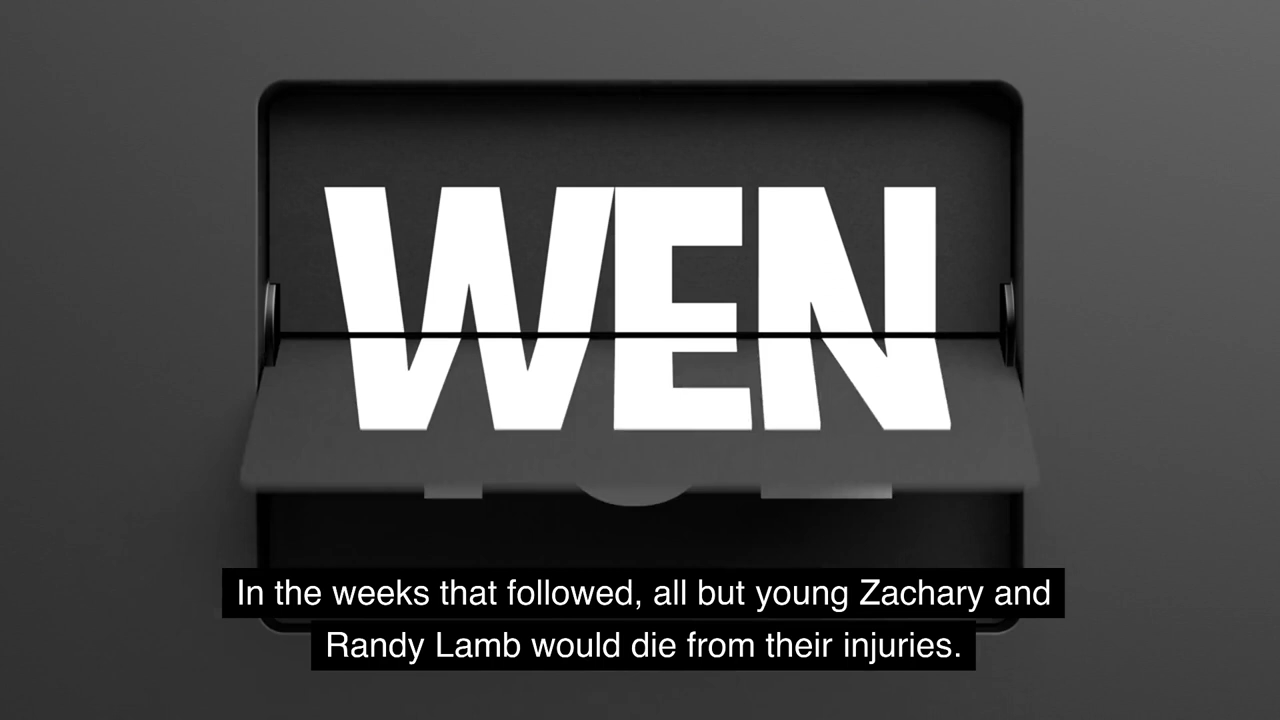 WEN
In the weeks that followed, all but young Zachary and
Randy Lamb would die from their injuries.